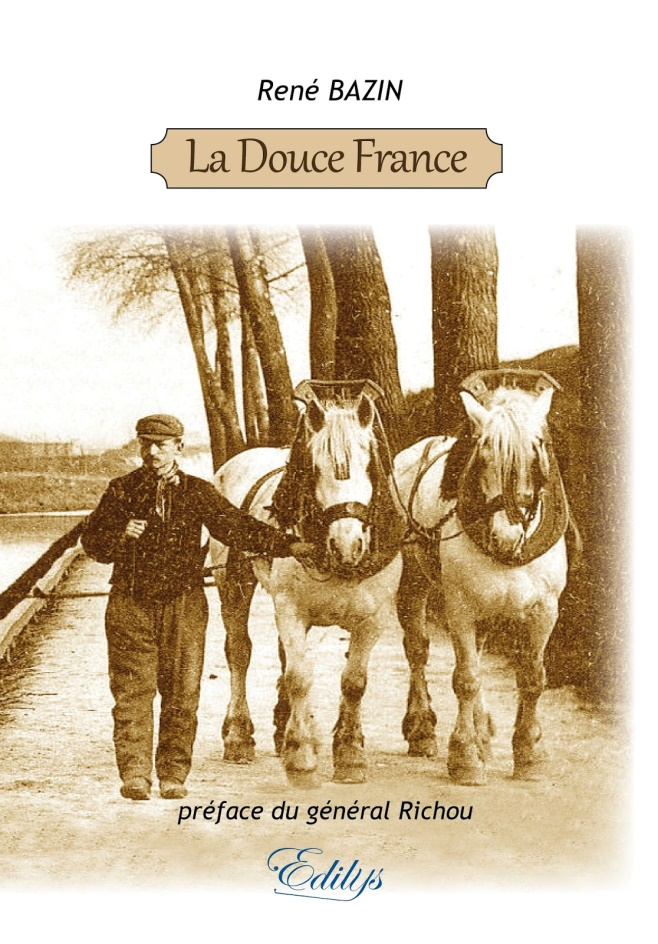 René BAZIN
La Douce France
préface du général Richou
Edilys